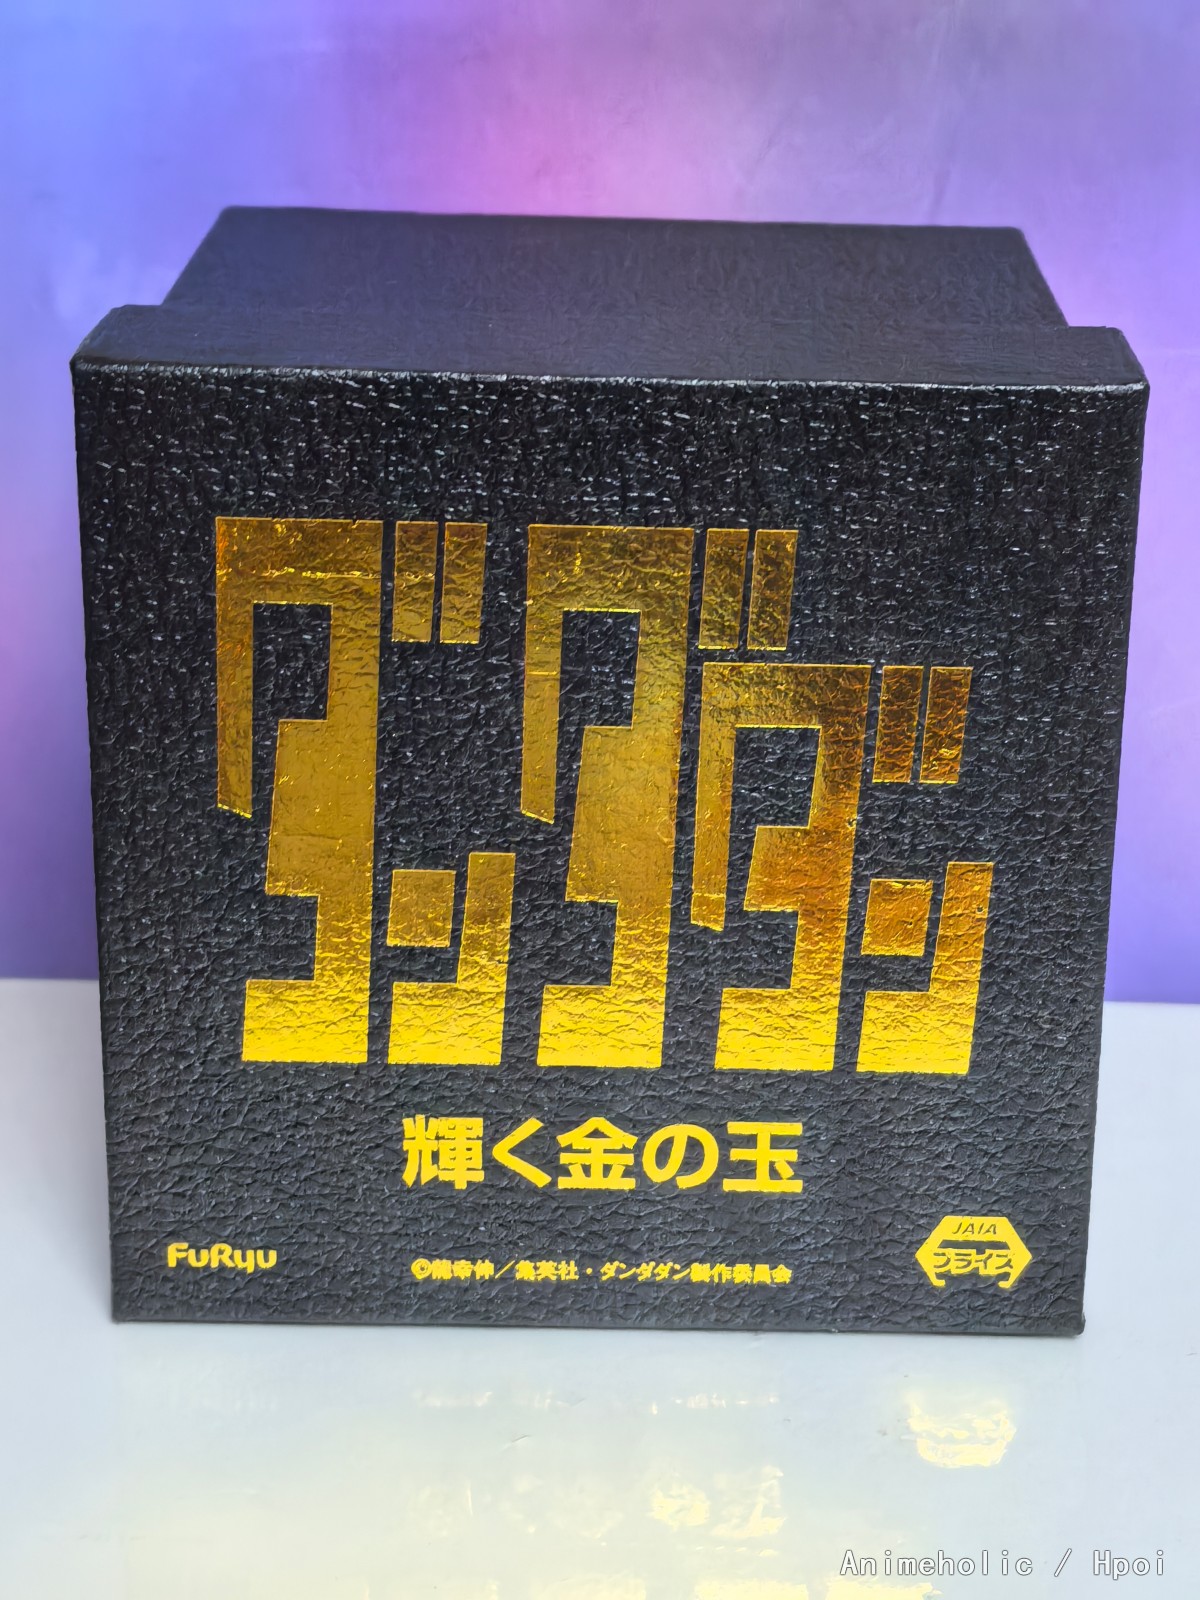 ダンダダン
輝く金の玉
FuRyu
©龍幸伸／集英社・ダンダダン製作委員会
JAIA
プライズ
Animeholic / Hpoi